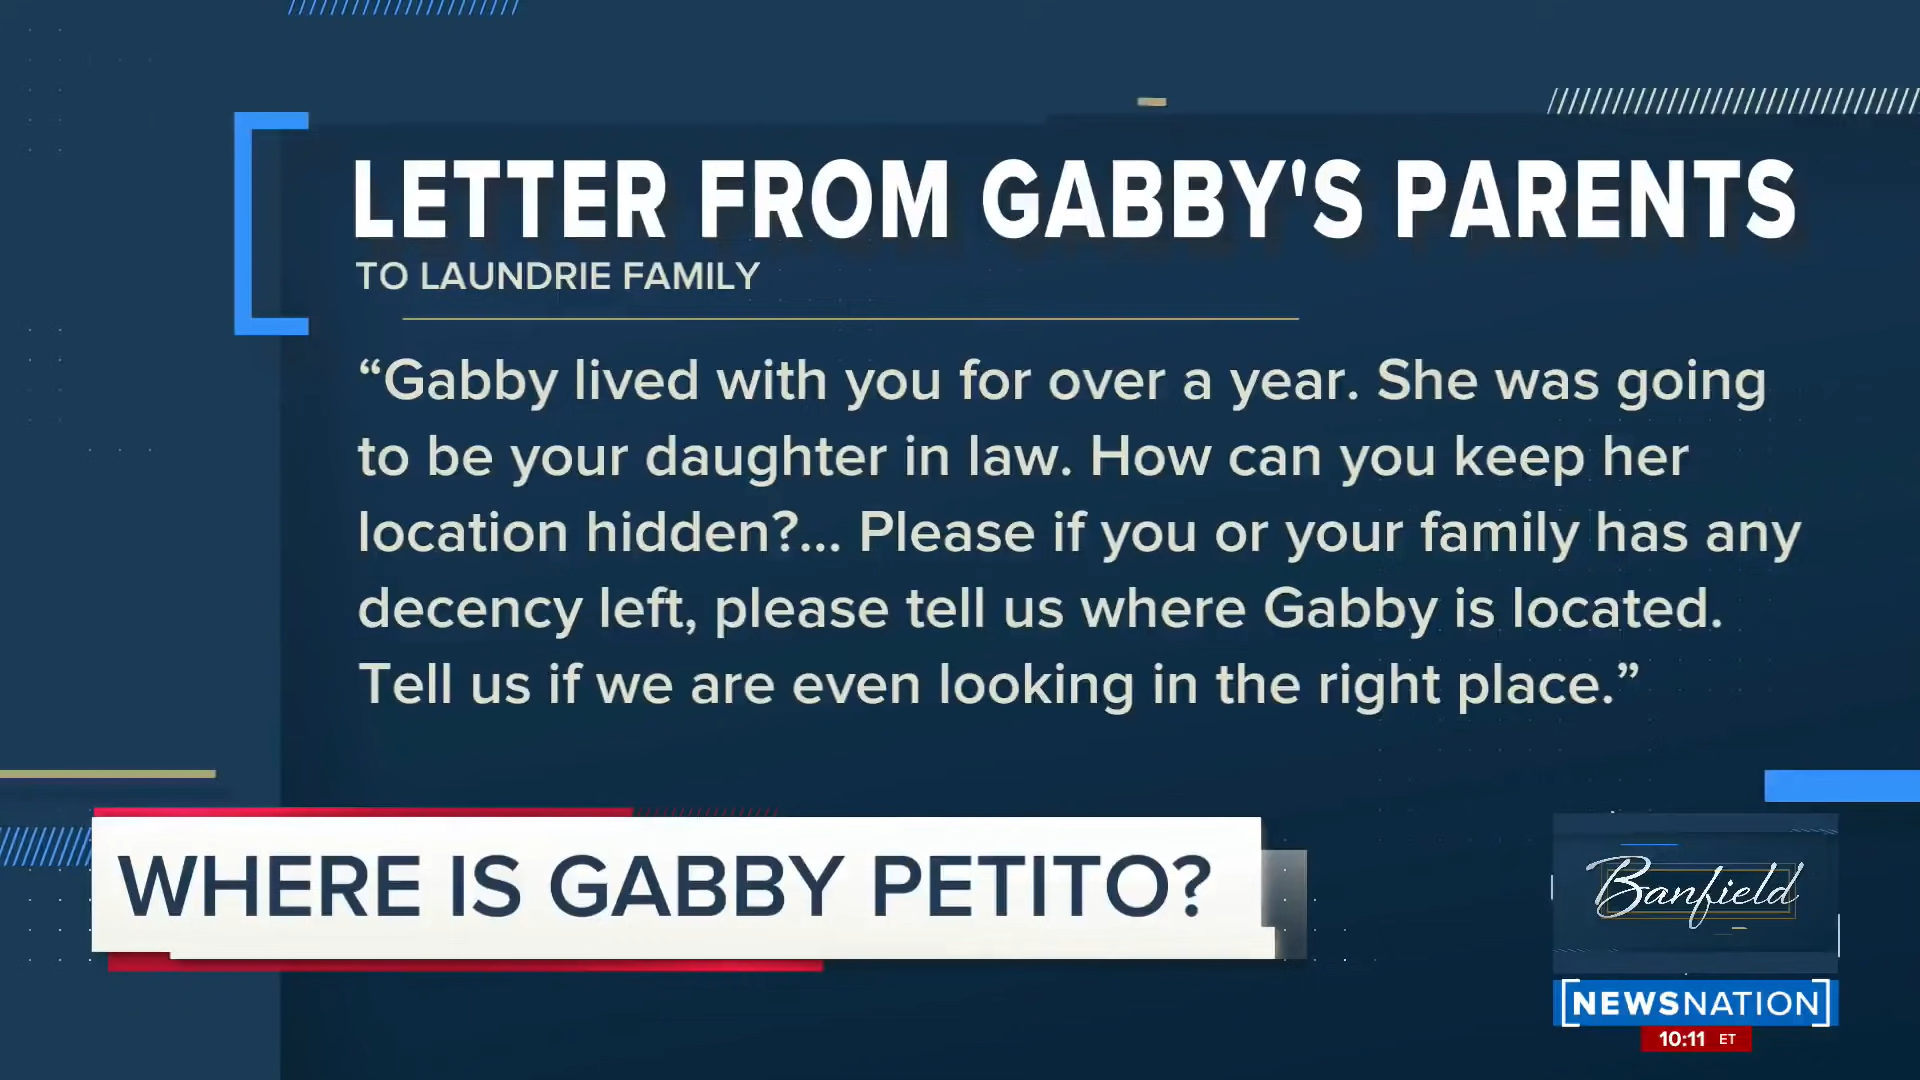 LETTER FROM GABBY'S PARENTS
TO LAUNDRIE FAMILY
“Gabby lived with you for over a year. She was going
to be your daughter in law. How can you keep her
location hidden?... Please if you or your family has any
decency left, please tell us where Gabby is located.
Tell us if we are even looking in the right place.”
WHERE IS GABBY PETITO?
Banfield
[NEWSNATION]
10:11 ET